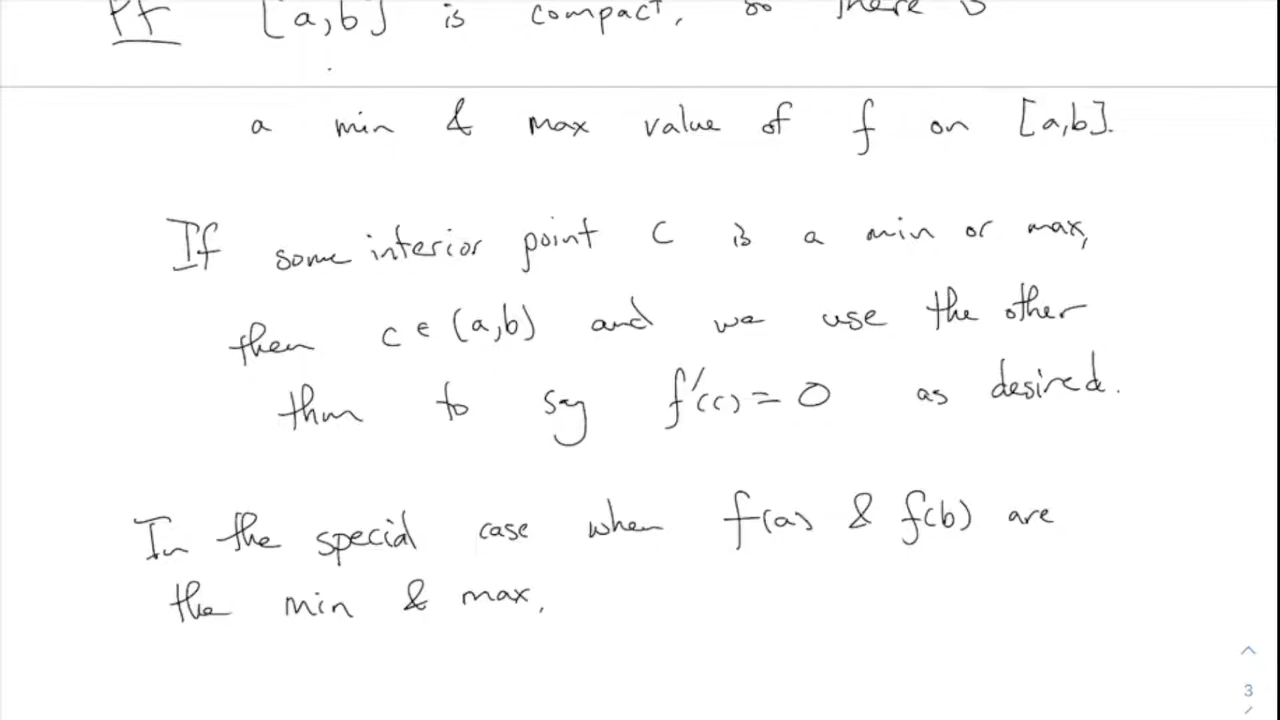 Pf [a,b] is compact, so there is
a min & max value of f on [a,b].
If some interior point c is a min or max,
then c ∈ (a,b) and we use the other
thm to say f'(c) = 0 as desired.
In the special case when f(a) & f(b) are
the min & max,
3